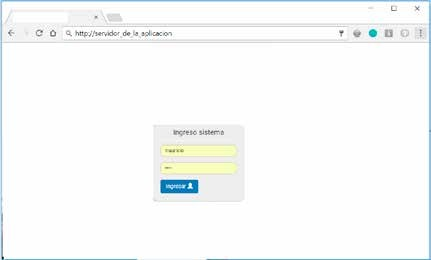 http://servidor_de_la_aplicacion
Ingreso sistema
mauricio
Ingresar